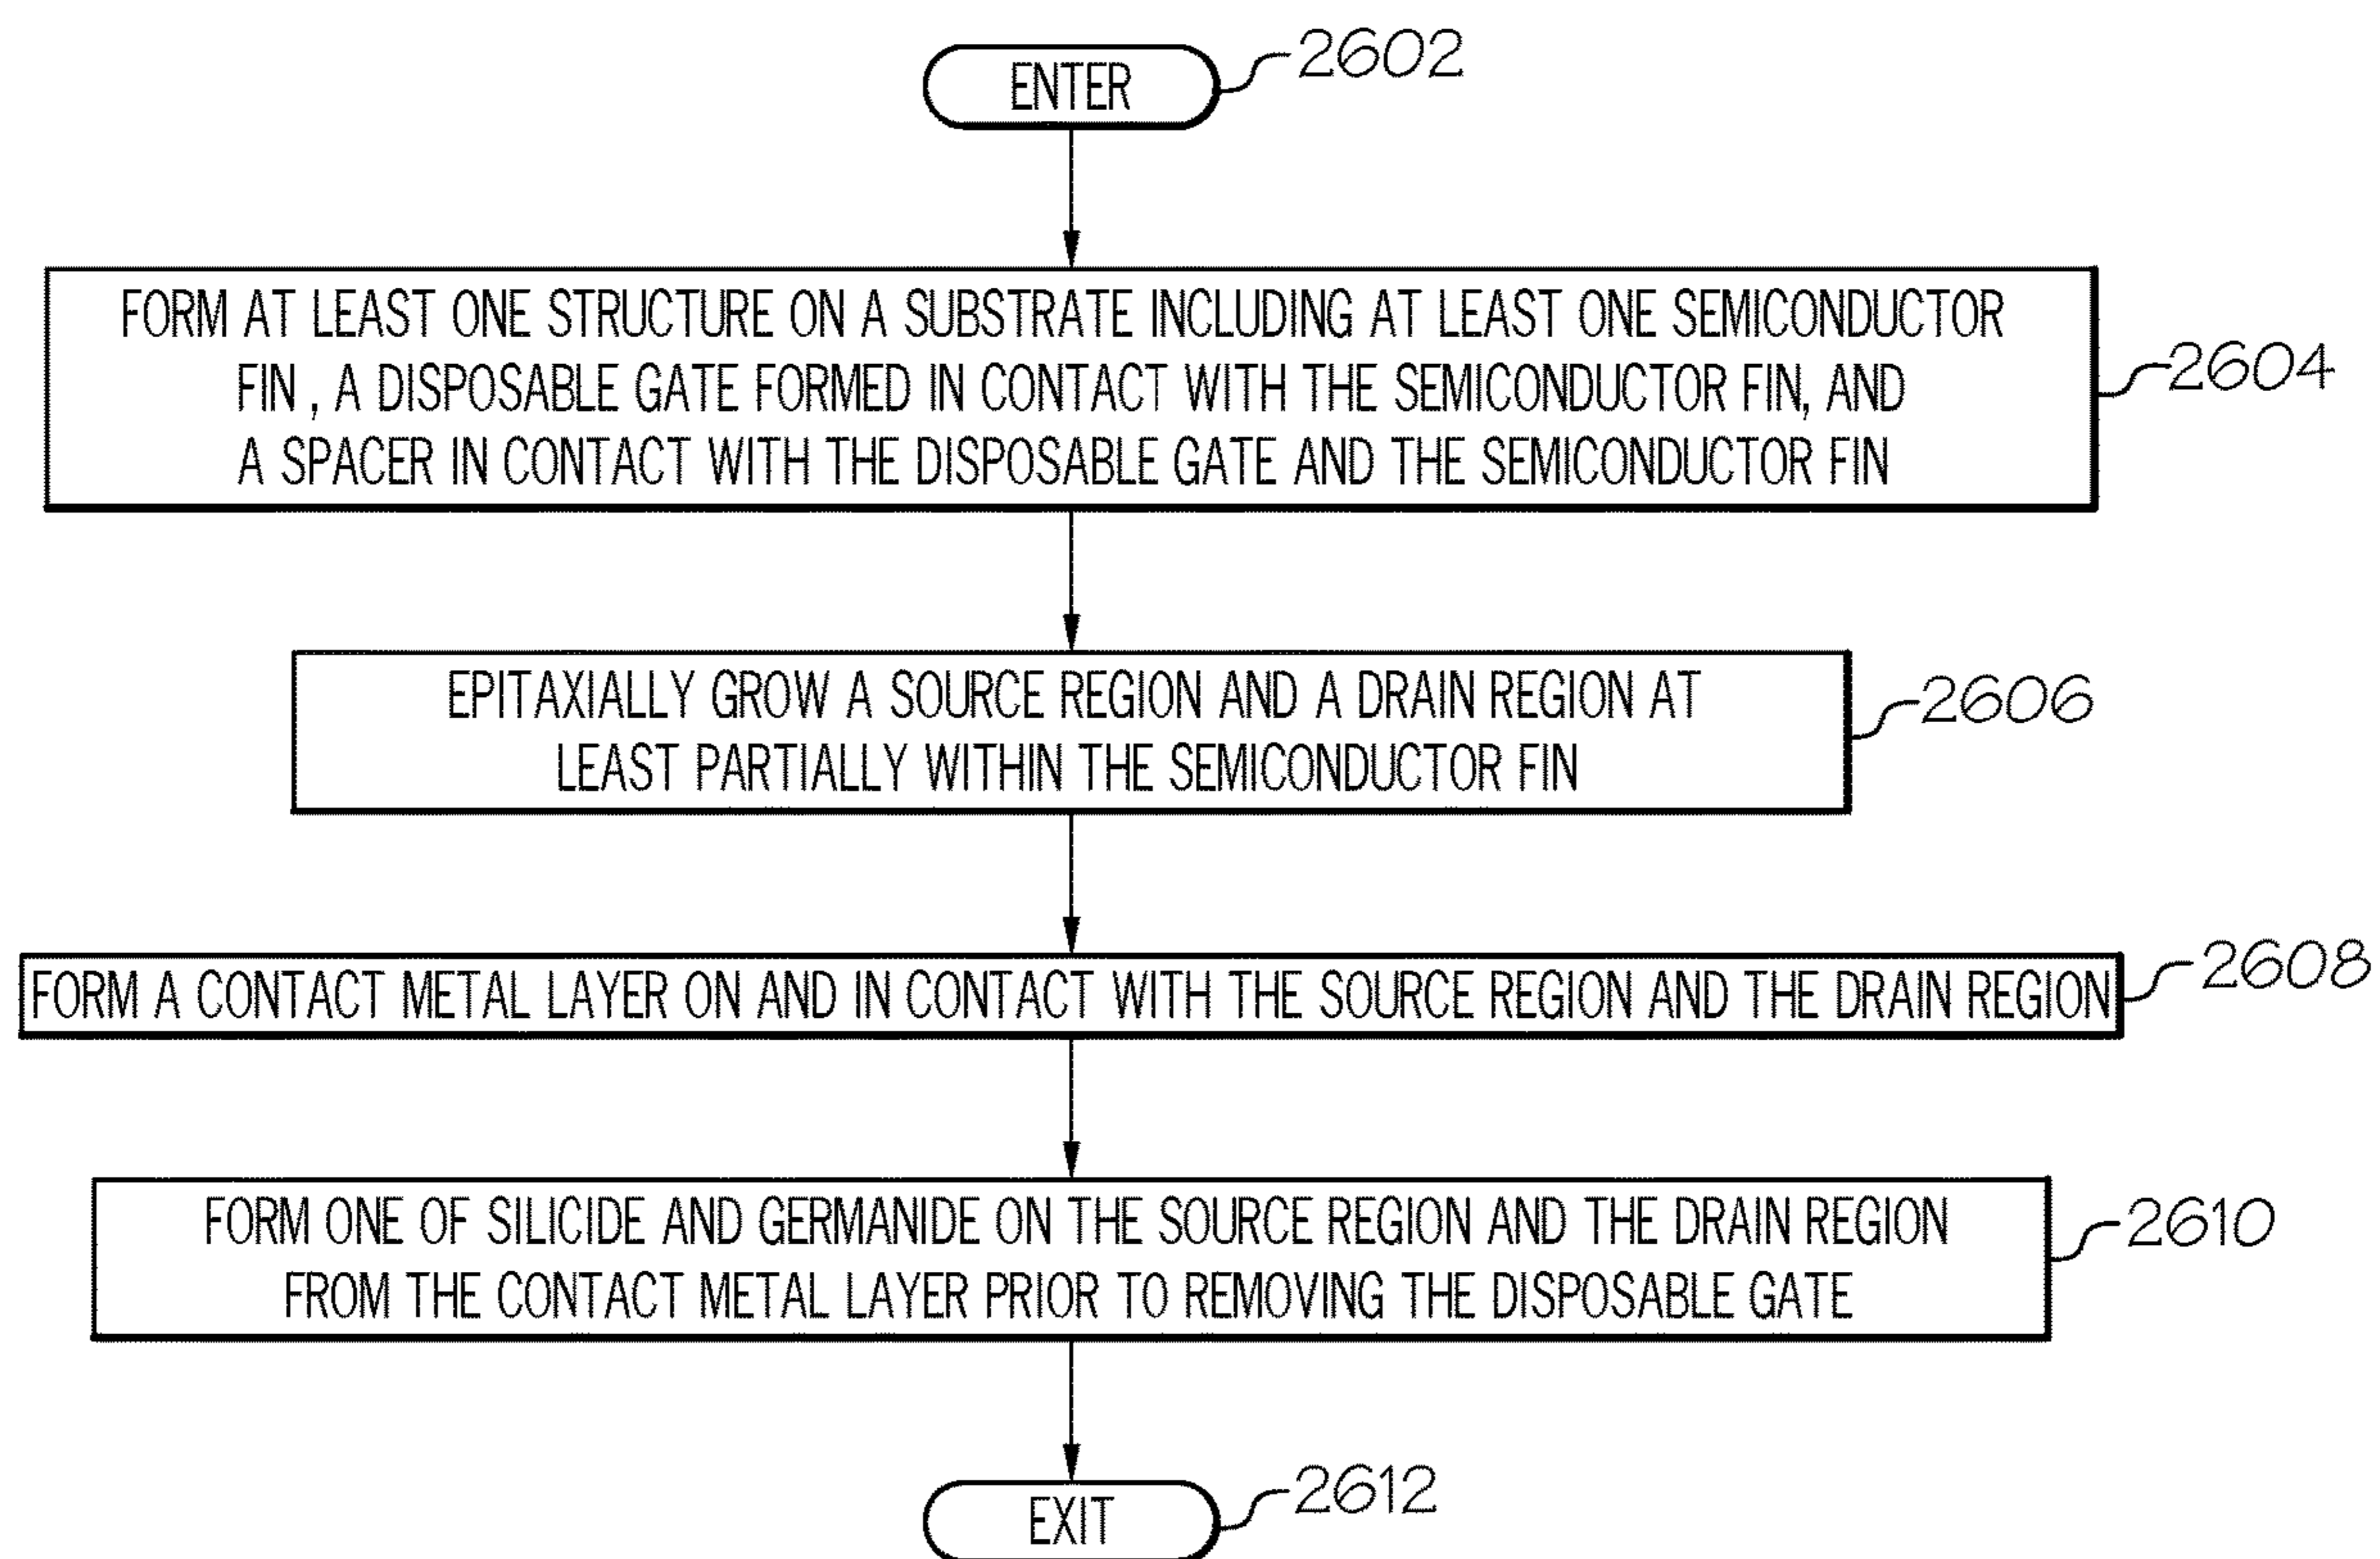 ENTER
2602
FORM AT LEAST ONE STRUCTURE ON A SUBSTRATE INCLUDING AT LEAST ONE SEMICONDUCTOR
FIN , A DISPOSABLE GATE FORMED IN CONTACT WITH THE SEMICONDUCTOR FIN, AND
A SPACER IN CONTACT WITH THE DISPOSABLE GATE AND THE SEMICONDUCTOR FIN
2604
EPITAXIALLY GROW A SOURCE REGION AND A DRAIN REGION AT
LEAST PARTIALLY WITHIN THE SEMICONDUCTOR FIN
2606
FORM A CONTACT METAL LAYER ON AND IN CONTACT WITH THE SOURCE REGION AND THE DRAIN REGION
2608
FORM ONE OF SILICIDE AND GERMANIDE ON THE SOURCE REGION AND THE DRAIN REGION
FROM THE CONTACT METAL LAYER PRIOR TO REMOVING THE DISPOSABLE GATE
2610
EXIT
2612